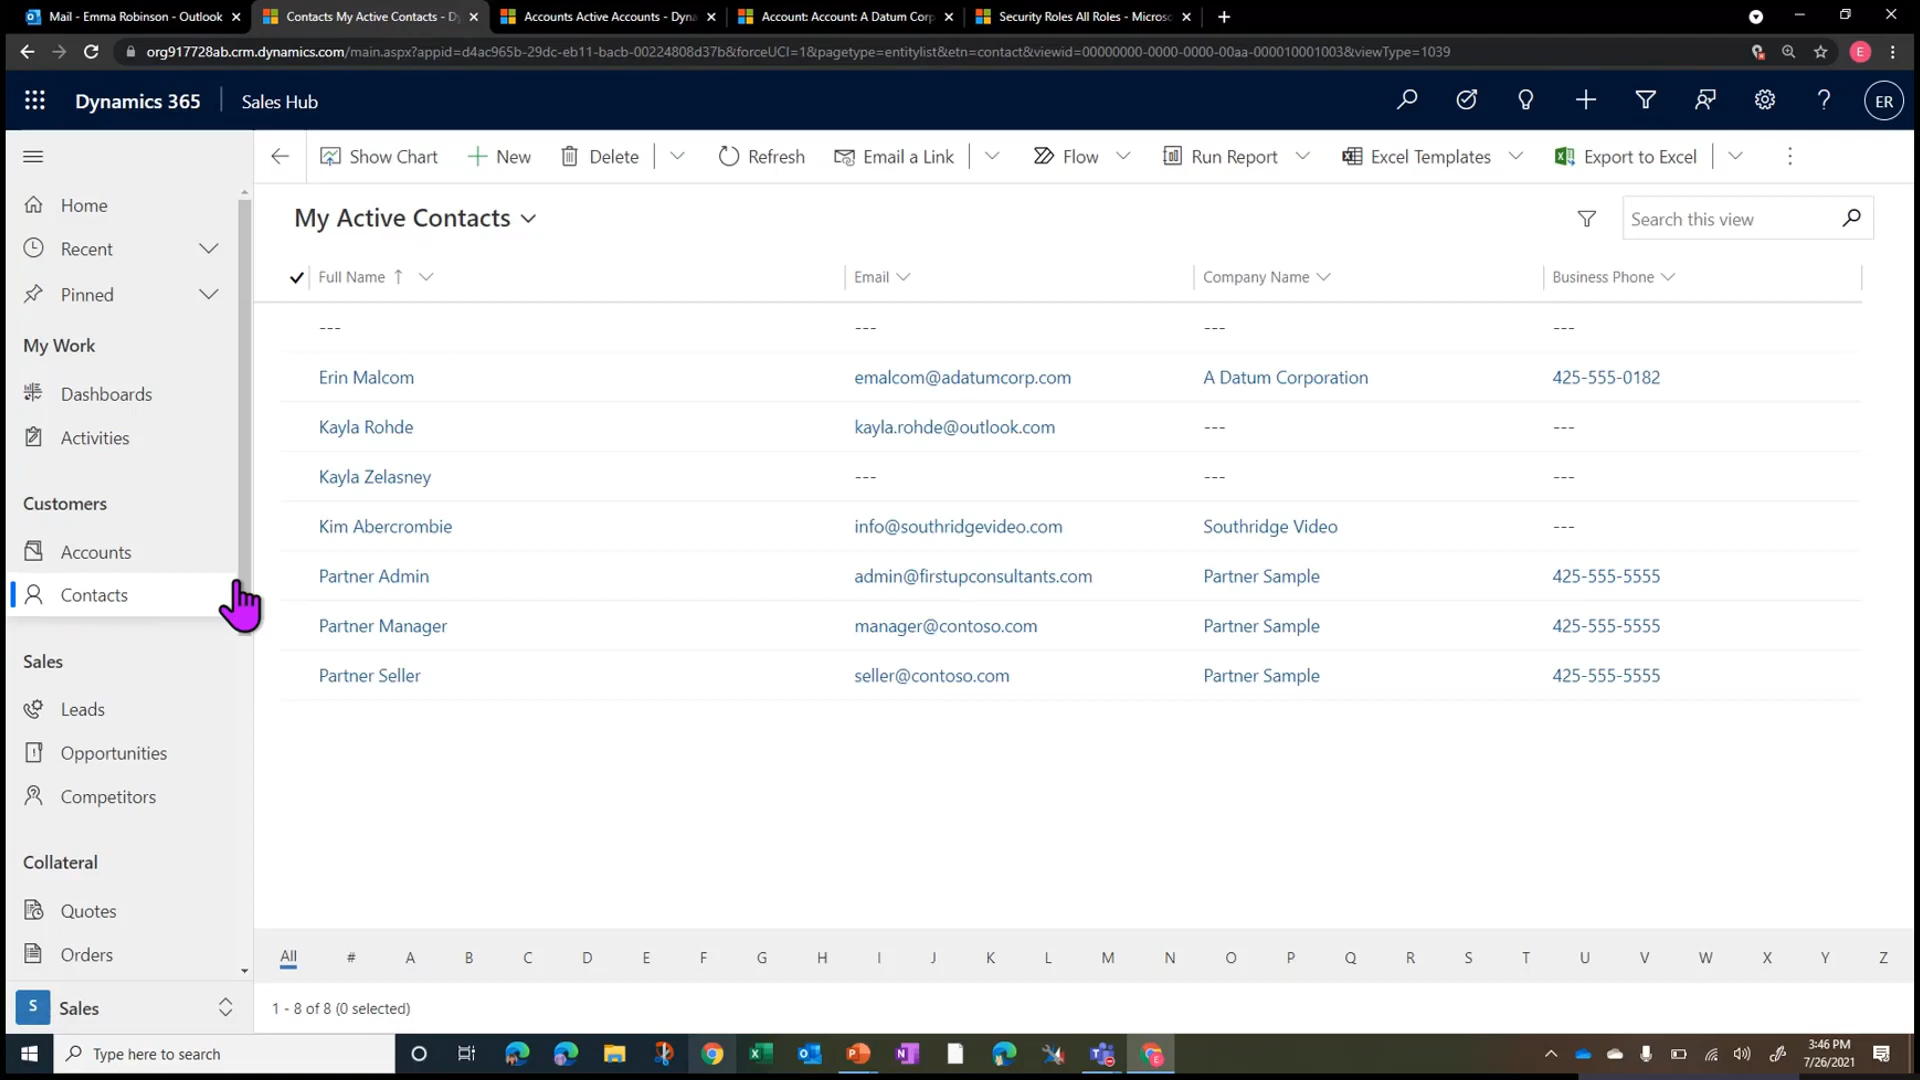 Mail - Emma Robinson - Outlook
Contacts My Active Contacts - Dy
Accounts Active Accounts - Dyna
Account: Account: A Datum Corp
Security Roles All Roles - Microso
org917728ab.crm.dynamics.com/main.aspx?appid=d4ac965b-29dc-eb11-bacb-00224808d37b&forceUCI=1&pagetype=entitylist&etn=contact&viewid=00000000-0000-0000-00aa-000010001003&viewType=1039
E
Dynamics 365
Sales Hub
ER
Show Chart
New
Delete
Refresh
Email a Link
Flow
Run Report
Excel Templates
Export to Excel
Home
Recent
Pinned
My Work
Dashboards
Activities
Customers
Accounts
Contacts
Sales
Leads
Opportunities
Competitors
Collateral
Quotes
Orders
S Sales
My Active Contacts
Search this view
Full Name Email Company Name Business Phone
--- --- --- ---
Erin Malcom emalcom@adatumcorp.com A Datum Corporation 425-555-0182
Kayla Rohde kayla.rohde@outlook.com --- ---
Kayla Zelasney --- --- ---
Kim Abercrombie info@southridgevideo.com Southridge Video ---
Partner Admin admin@firstupconsultants.com Partner Sample 425-555-5555
Partner Manager manager@contoso.com Partner Sample 425-555-5555
Partner Seller seller@contoso.com Partner Sample 425-555-5555
All # A B C D E F G H I J K L M N O P Q R S T U V W X Y Z
1 - 8 of 8 (0 selected)
Type here to search
3:46 PM
7/26/2021